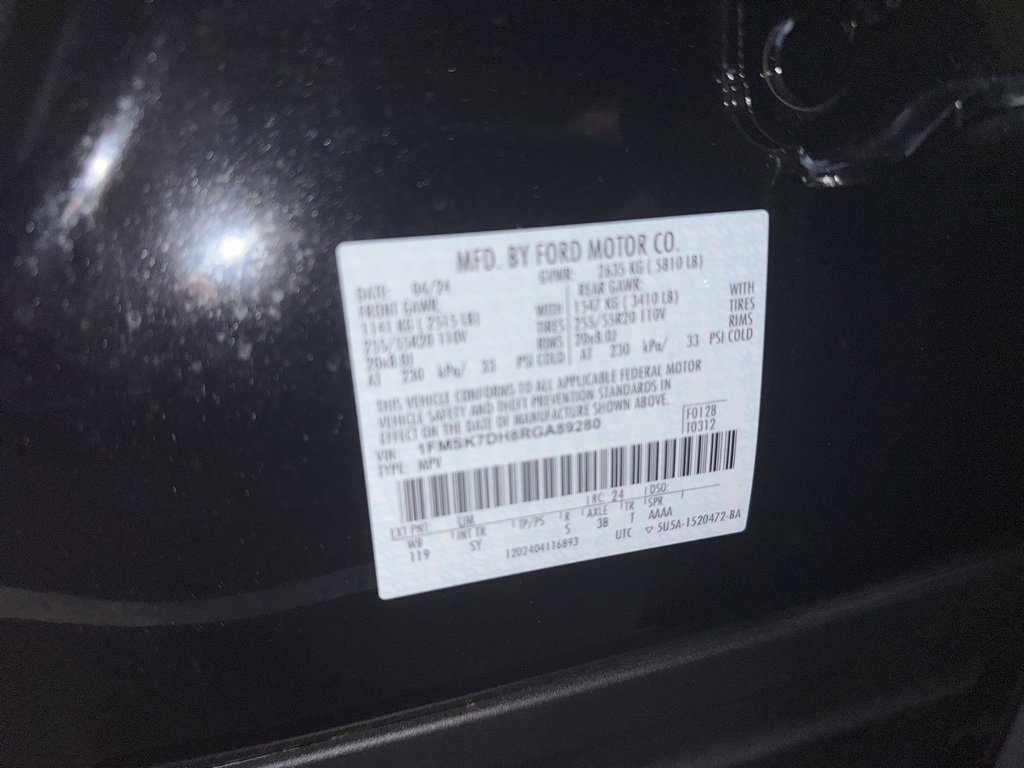 MFD. BY FORD MOTOR CO.
DATE: 04/24 GVWR: 2635 KG ( 5810 LB)
FRONT GAWR: REAR GAWR:
1141 KG ( 2515 LB) WITH 1547 KG ( 3410 LB) WITH
255/55R20 110V TIRES 255/55R20 110V TIRES
20x8.0J RIMS 20x8.0J RIMS
AT 230 kPa/ 33 PSI COLD AT 230 kPa/ 33 PSI COLD
THIS VEHICLE CONFORMS TO ALL APPLICABLE FEDERAL MOTOR
VEHICLE SAFETY AND THEFT PREVENTION STANDARDS IN
EFFECT ON THE DATE OF MANUFACTURE SHOWN ABOVE.
VIN: 1FMSK7DH8RGA89280 F0128
TYPE: MPV T0312
EXT PNT: UM RC: 24 DSO:
WB INT TR TP/PS R AXLE TR SPR
119 SY S 38 T AAAA
1202404116893 UTC ▽ 5U5A-1520472-BA